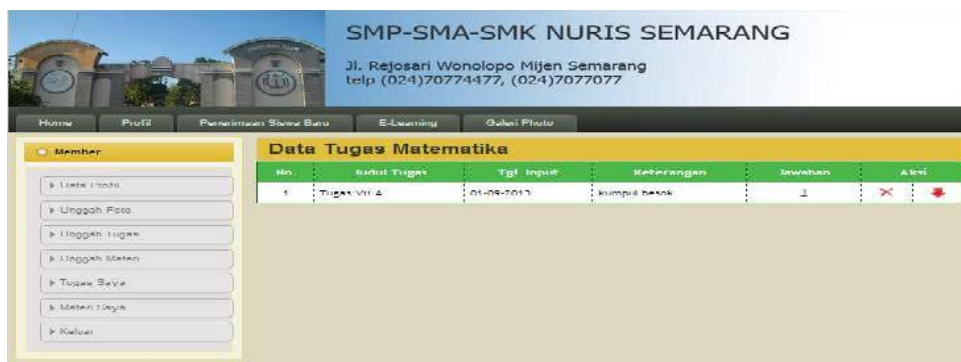 SMP-SMA-SMK NURIS SEMARANG
Jl. Rejosari Wonolopo Mijen Semarang
telp (024)70774477, (024)7077077
Home Profil Penerimaan Siswa Baru E-Learning Galeri Photo
Member
Data Profil
Unggah Foto
Unggah Tugas
Unggah Materi
Tugas Saya
Materi Saya
Keluar
Data Tugas Matematika
No Judul Tugas Tgl Input Keterangan Jawaban Aksi
1 Tugas VII A 01-09-2013 kumpul besok 1